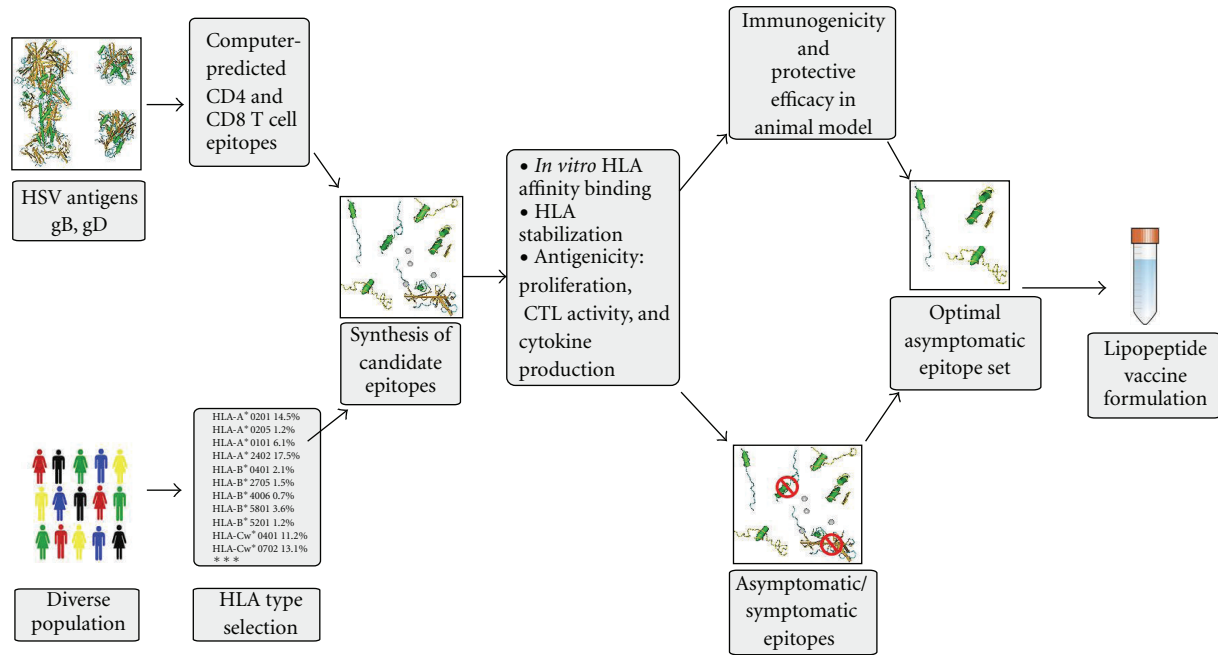 HSV antigens
gB, gD
Computer-
predicted
CD4 and
CD8 T cell
epitopes
Diverse
population
HLA-A* 0201 14.5%
HLA-A* 0205 1.2%
HLA-A* 0101 6.1%
HLA-A* 2402 17.5%
HLA-B* 0401 2.1%
HLA-B* 2705 1.5%
HLA-B* 4006 0.7%
HLA-B* 5801 3.6%
HLA-B* 5201 1.2%
HLA-Cw* 0401 11.2%
HLA-Cw* 0702 13.1%
* * *
HLA type
selection
Synthesis of
candidate
epitopes
• In vitro HLA
affinity binding
• HLA
stabilization
• Antigenicity:
proliferation,
CTL activity, and
cytokine
production
Immunogenicity
and
protective
efficacy in
animal model
Asymptomatic/
symptomatic
epitopes
Optimal
asymptomatic
epitope set
Lipopeptide
vaccine
formulation